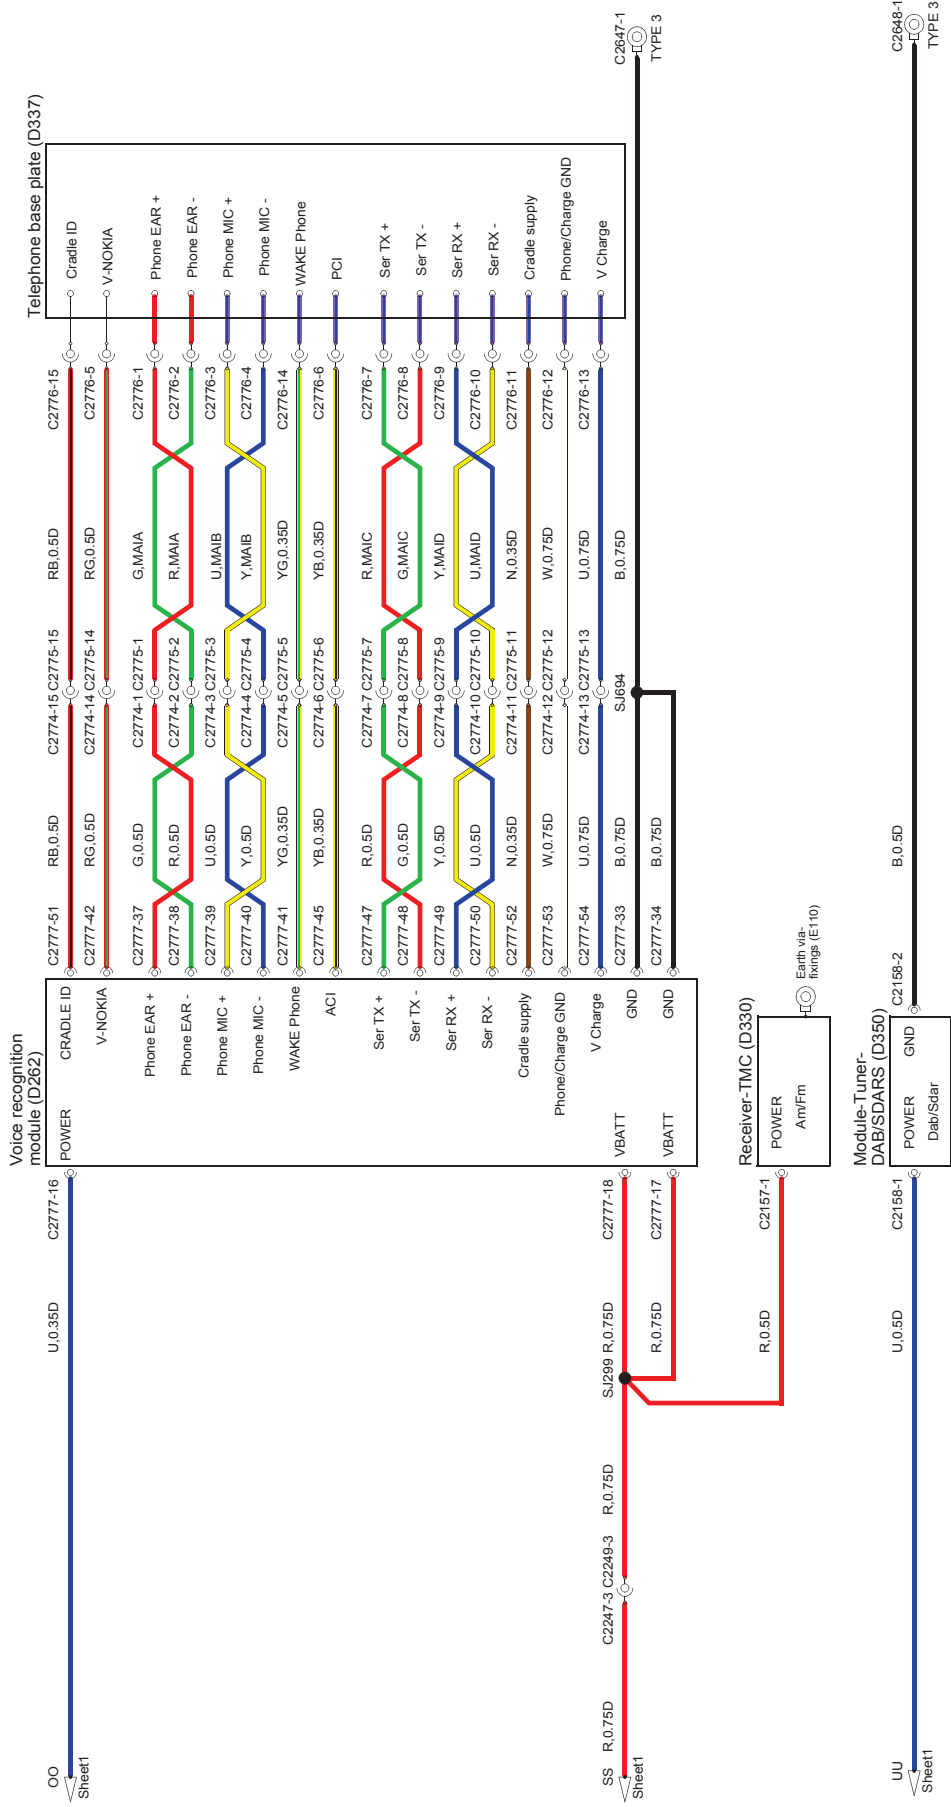 Voice recognition
module (D262)
Telephone base plate (D337)
OO
Sheet1
U,0.35D
C2777-16
POWER
CRADLE ID
C2777-51
RB,0.5D
C2774-15
C2775-15
RB,0.5D
C2776-15
Cradle ID
V-NOKIA
C2777-42
RG,0.5D
C2774-14
C2775-14
RG,0.5D
C2776-5
V-NOKIA
Phone EAR +
C2777-37
G,0.5D
C2774-1
C2775-1
G,MAIA
C2776-1
Phone EAR +
Phone EAR -
C2777-38
R,0.5D
C2774-2
C2775-2
R,MAIA
C2776-2
Phone EAR -
Phone MIC +
C2777-39
U,0.5D
C2774-3
C2775-3
U,MAIB
C2776-3
Phone MIC +
Phone MIC -
C2777-40
Y,0.5D
C2774-4
C2775-4
Y,MAIB
C2776-4
Phone MIC -
WAKE Phone
C2777-41
YG,0.35D
C2774-5
C2775-5
YG,0.35D
C2776-14
WAKE Phone
ACI
C2777-45
YB,0.35D
C2774-6
C2775-6
YB,0.35D
C2776-6
PCI
Ser TX +
C2777-47
R,0.5D
C2774-7
C2775-7
R,MAIC
C2776-7
Ser TX +
Ser TX -
C2777-48
G,0.5D
C2774-8
C2775-8
G,MAIC
C2776-8
Ser TX -
Ser RX +
C2777-49
Y,0.5D
C2774-9
C2775-9
Y,MAID
C2776-9
Ser RX +
Ser RX -
C2777-50
U,0.5D
C2774-10
C2775-10
U,MAID
C2776-10
Ser RX -
Cradle supply
C2777-52
N,0.35D
C2774-11
C2775-11
N,0.35D
C2776-11
Cradle supply
Phone/Charge GND
C2777-53
W,0.75D
C2774-12
C2775-12
W,0.75D
C2776-12
Phone/Charge GND
V Charge
C2777-54
U,0.75D
C2774-13
C2775-13
U,0.75D
C2776-13
V Charge
SS
Sheet1
R,0.75D
C2247-3
C2249-3
R,0.75D
SJ299
R,0.75D
C2777-18
VBATT
GND
C2777-33
B,0.75D
SJ694
B,0.75D
C2647-1
TYPE 3
R,0.75D
C2777-17
VBATT
GND
C2777-34
B,0.75D
Receiver-TMC (D330)
R,0.5D
C2157-1
POWER
Am/Fm
Earth via-
fixings (E110)
Module-Tuner-
DAB/SDARS (D350)
UU
Sheet1
U,0.5D
C2158-1
POWER
GND
Dab/Sdar
C2158-2
B,0.5D
C2648-1
TYPE 3